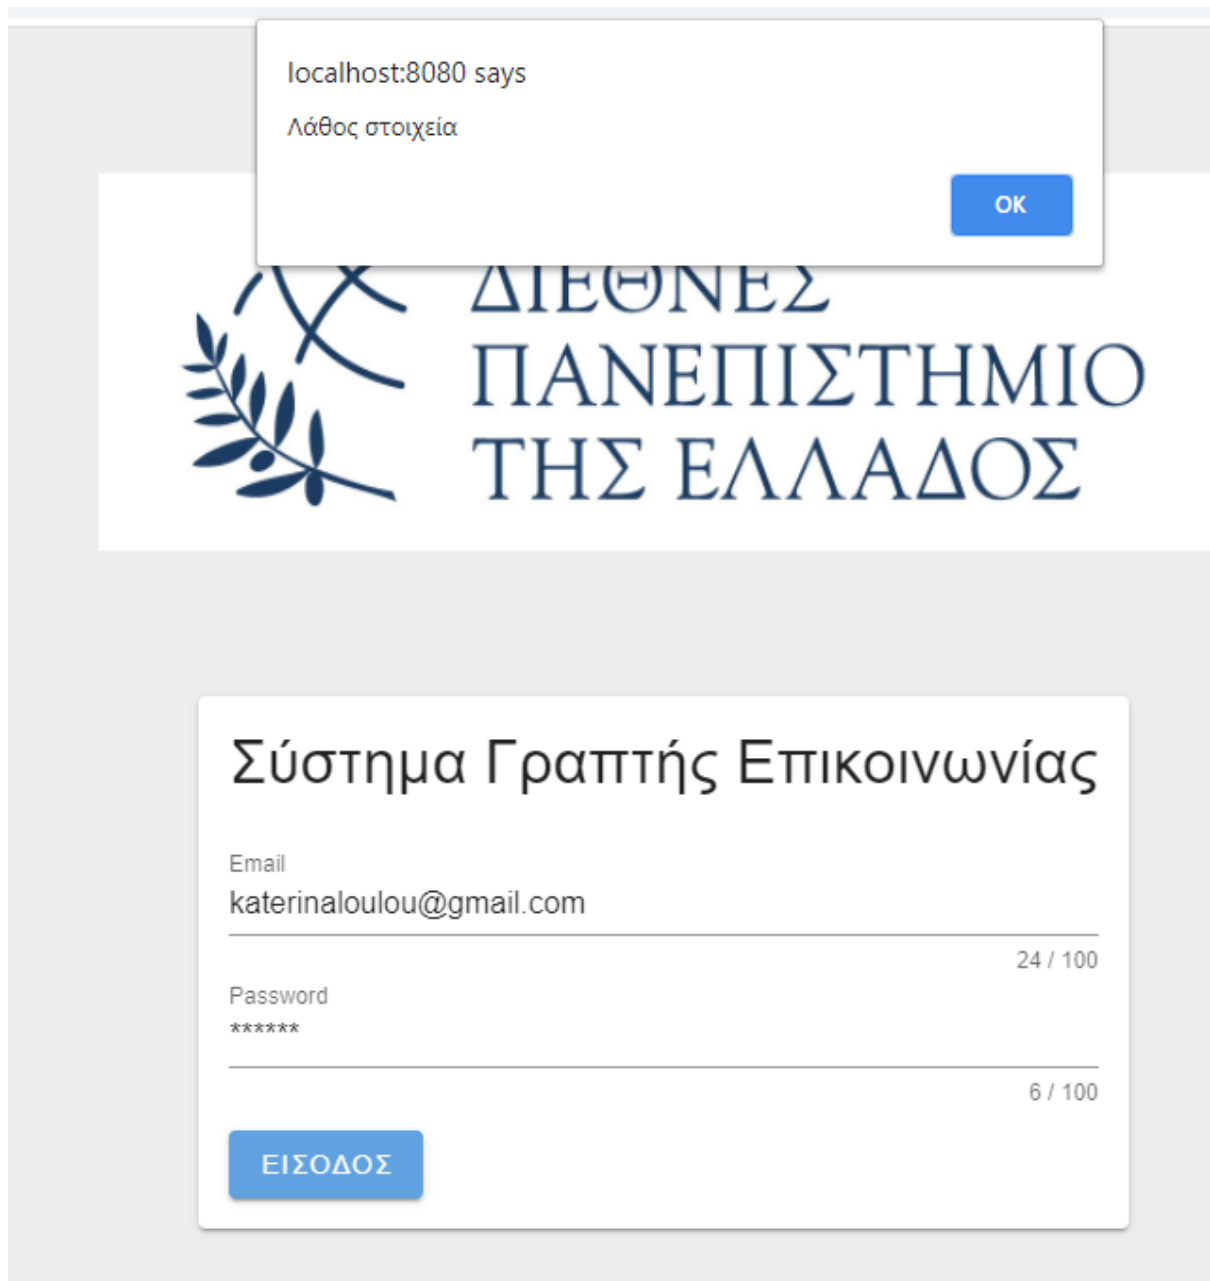 localhost:8080 says
Λάθος στοιχεία
OK
ΔΙΕΘΝΕΣ
ΠΑΝΕΠΙΣΤΗΜΙΟ
ΤΗΣ ΕΛΛΑΔΟΣ
Σύστημα Γραπτής Επικοινωνίας
Email
katerinaloulou@gmail.com
24 / 100
Password
******
6 / 100
ΕΙΣΟΔΟΣ